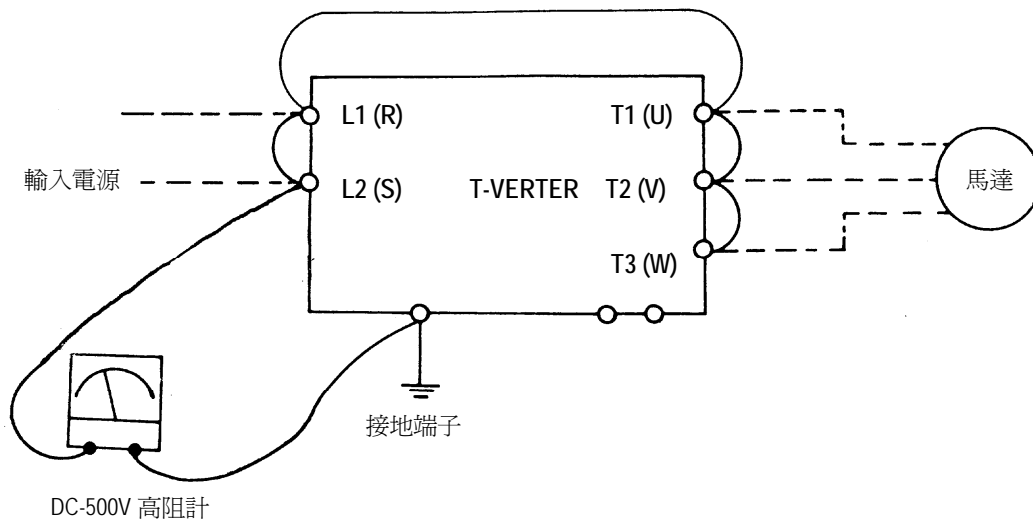 L1 (R)
T1 (U)
輸入電源
L2 (S)
T-VERTER
T2 (V)
馬達
T3 (W)
接地端子
DC-500V 高阻計